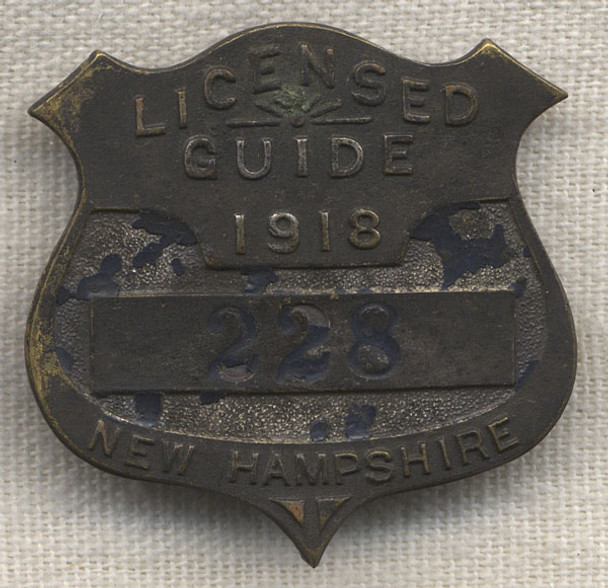 LICENSED
GUIDE
1918
228
NEW HAMPSHIRE